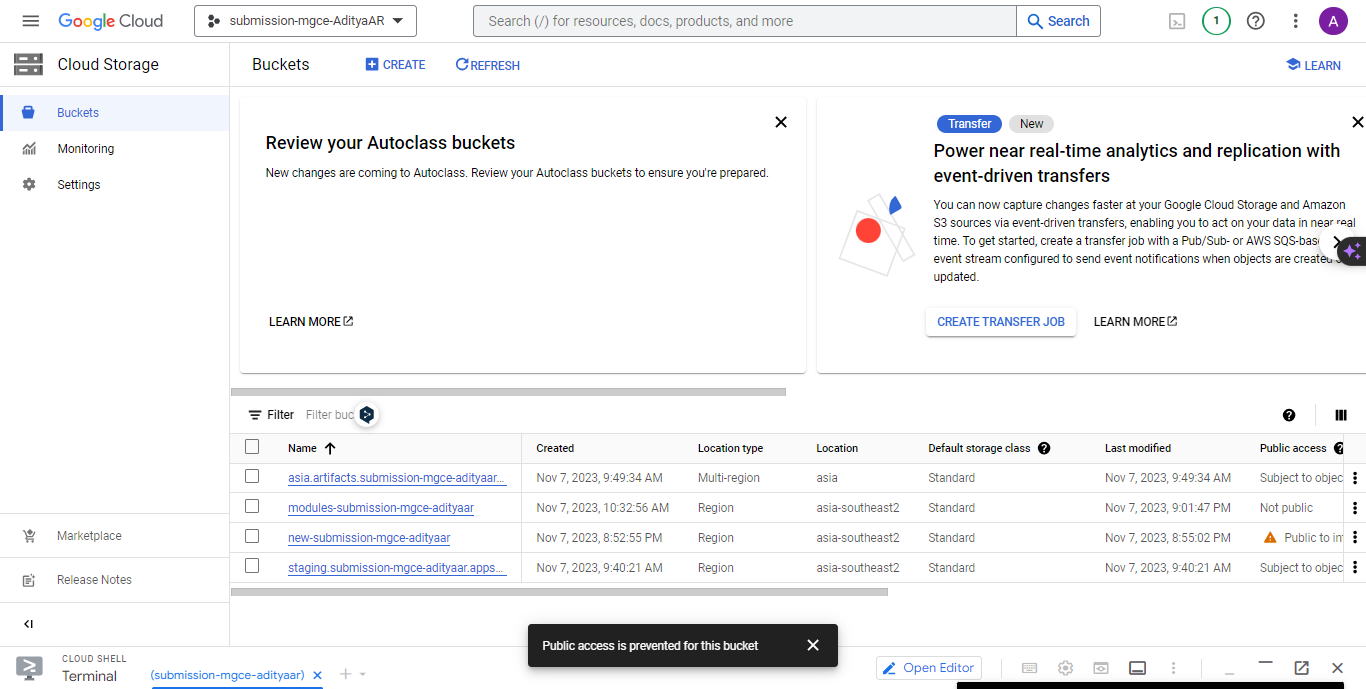 Google Cloud
submission-mgce-AdityaAR
Search (/) for resources, docs, products, and more
Search
1
A
Cloud Storage
Buckets
Monitoring
Settings
Marketplace
Release Notes
Buckets
CREATE
REFRESH
LEARN
Review your Autoclass buckets
New changes are coming to Autoclass. Review your Autoclass buckets to ensure you're prepared.
LEARN MORE
Transfer New
Power near real-time analytics and replication with
event-driven transfers
You can now capture changes faster at your Google Cloud Storage and Amazon
S3 sources via event-driven transfers, enabling you to act on your data in near real
time. To get started, create a transfer job with a Pub/Sub- or AWS SQS-base
event stream configured to send event notifications when objects are created
updated.
CREATE TRANSFER JOB LEARN MORE
Filter Filter buc
Name Created Location type Location Default storage class Last modified Public access
asia.artifacts.submission-mgce-adityaar... Nov 7, 2023, 9:49:34 AM Multi-region asia Standard Nov 7, 2023, 9:49:34 AM Subject to objec
modules-submission-mgce-adityaar Nov 7, 2023, 10:32:56 AM Region asia-southeast2 Standard Nov 7, 2023, 9:01:47 PM Not public
new-submission-mgce-adityaar Nov 7, 2023, 8:52:55 PM Region asia-southeast2 Standard Nov 7, 2023, 8:55:02 PM Public to in
staging.submission-mgce-adityaar.apps... Nov 7, 2023, 9:40:21 AM Region asia-southeast2 Standard Nov 7, 2023, 9:40:21 AM Subject to objec
Public access is prevented for this bucket
CLOUD SHELL
Terminal
(submission-mgce-adityaar)
Open Editor